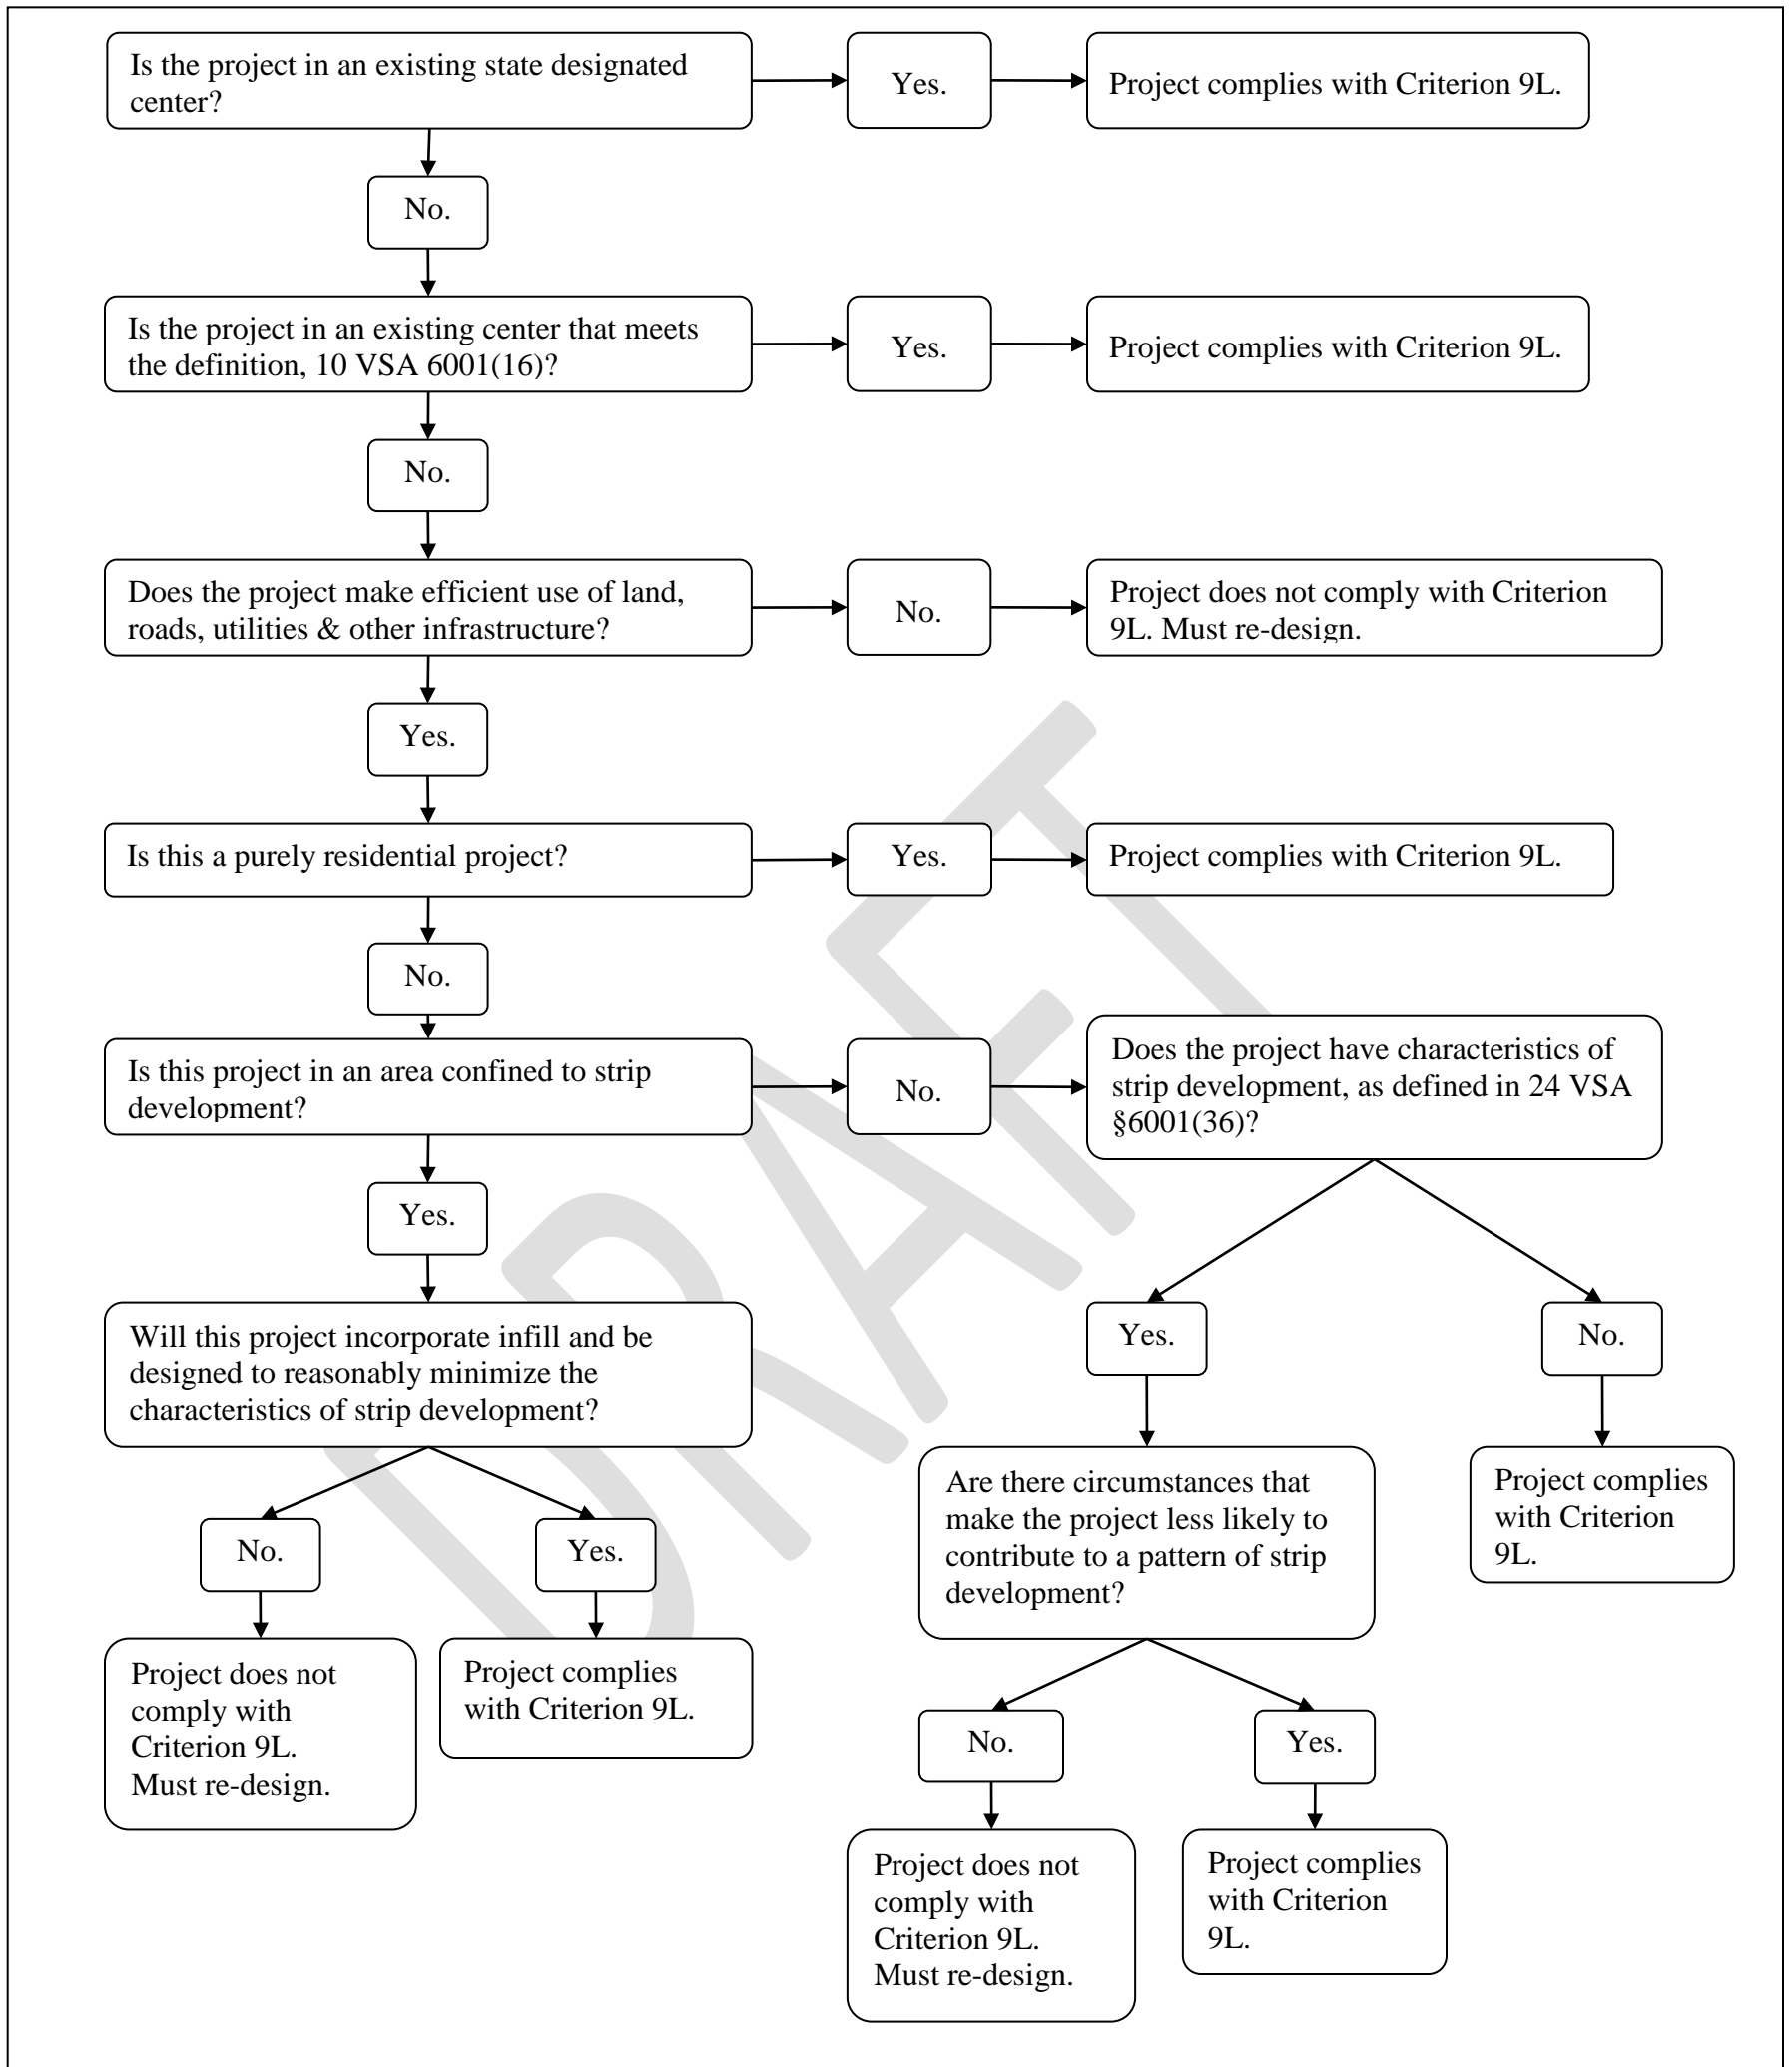 Is the project in an existing state designated
center?
Yes.
Project complies with Criterion 9L.
No.
Is the project in an existing center that meets
the definition, 10 VSA 6001(16)?
Yes.
Project complies with Criterion 9L.
No.
Does the project make efficient use of land,
roads, utilities & other infrastructure?
No.
Project does not comply with Criterion
9L. Must re-design.
Yes.
Is this a purely residential project?
Yes.
Project complies with Criterion 9L.
No.
Is this project in an area confined to strip
development?
No.
Does the project have characteristics of
strip development, as defined in 24 VSA
§6001(36)?
Yes.
Will this project incorporate infill and be
designed to reasonably minimize the
characteristics of strip development?
Yes.
No.
Are there circumstances that
make the project less likely to
contribute to a pattern of strip
development?
Project complies
with Criterion
9L.
No.
Yes.
Project does not
comply with
Criterion 9L.
Must re-design.
Project complies
with Criterion 9L.
No.
Yes.
Project does not
comply with
Criterion 9L.
Must re-design.
Project complies
with Criterion
9L.
DRAFT